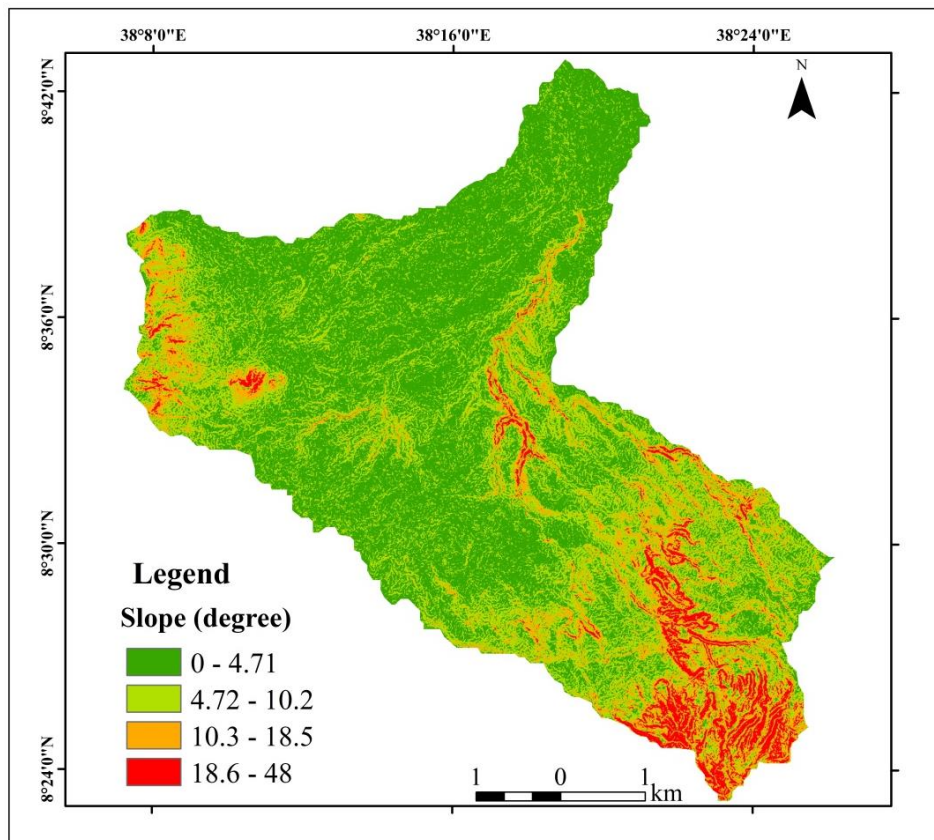 38°8'0"E 38°16'0"E 38°24'0"E
N
8°42'0"N
8°36'0"N
8°30'0"N
8°24'0"N
Legend
Slope (degree)
0 - 4.71
4.72 - 10.2
10.3 - 18.5
18.6 - 48
1 0 1
km